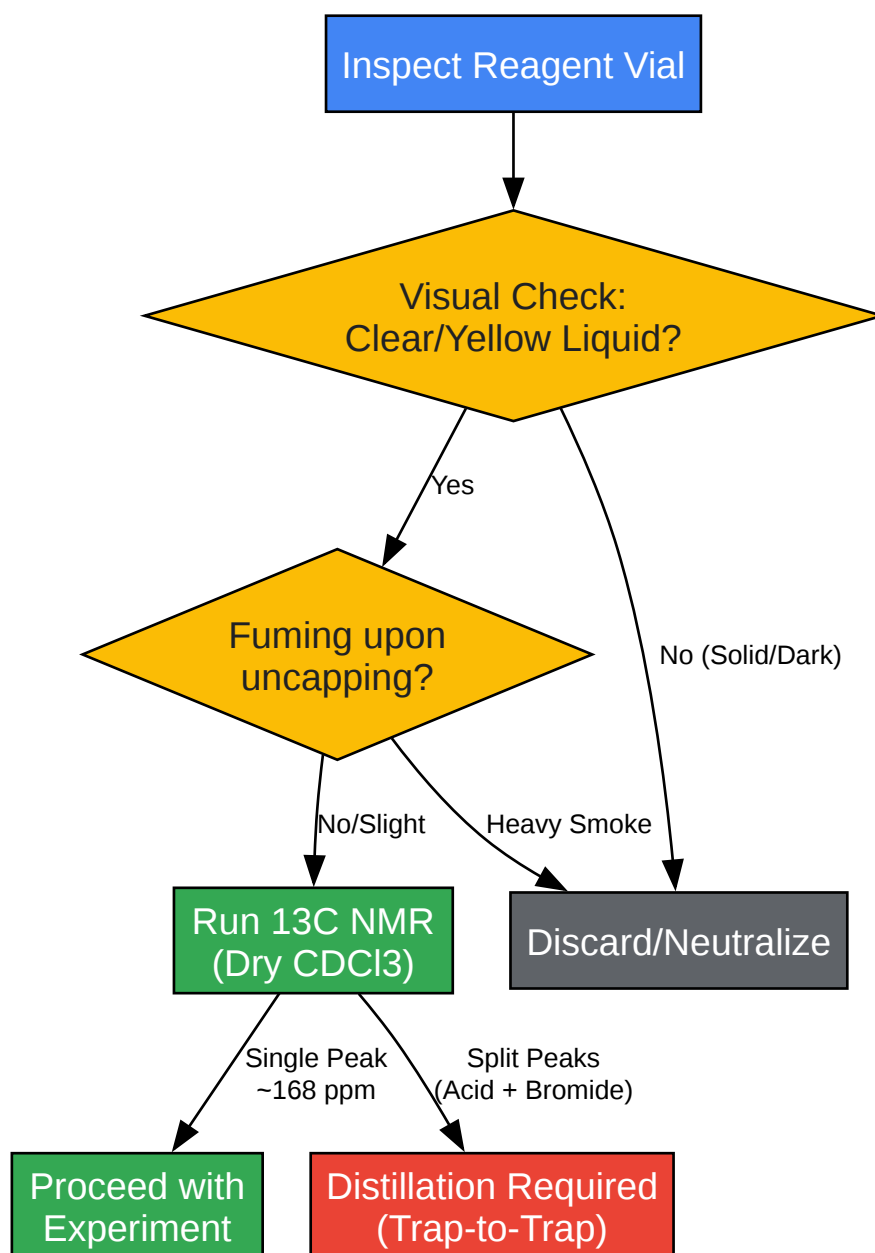 Inspect Reagent Vial
Visual Check:
Clear/Yellow Liquid?
Yes
Fuming upon
uncapping?
No (Solid/Dark)
No/Slight
Heavy Smoke
Run 13C NMR
(Dry CDCl3)
Discard/Neutralize
Single Peak
~168 ppm
Split Peaks
(Acid + Bromide)
Proceed with
Experiment
Distillation Required
(Trap-to-Trap)